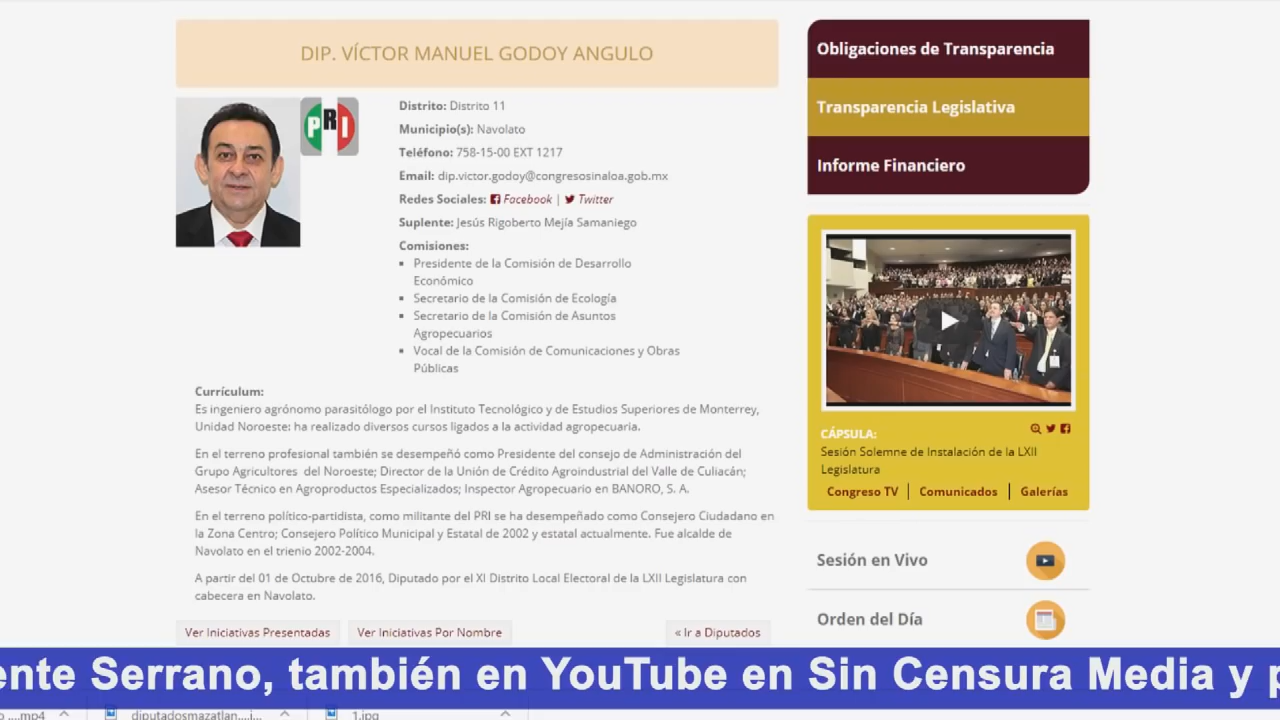 DIP. VÍCTOR MANUEL GODOY ANGULO
PRI
Distrito: Distrito 11
Municipio(s): Navolato
Teléfono: 758-15-00 EXT 1217
Email: dip.victor.godoy@congresosinaloa.gob.mx
Redes Sociales: Facebook | Twitter
Suplente: Jesús Rigoberto Mejía Samaniego
Comisiones:
Presidente de la Comisión de Desarrollo
Económico
Secretario de la Comisión de Ecología
Secretario de la Comisión de Asuntos
Agropecuarios
Vocal de la Comisión de Comunicaciones y Obras
Públicas
Currículum:
Es ingeniero agrónomo parasitólogo por el Instituto Tecnológico y de Estudios Superiores de Monterrey,
Unidad Noroeste: ha realizado diversos cursos ligados a la actividad agropecuaria.
En el terreno profesional también se desempeñó como Presidente del consejo de Administración del
Grupo Agricultores del Noroeste; Director de la Unión de Crédito Agroindustrial del Valle de Culiacán;
Asesor Técnico en Agroproductos Especializados; Inspector Agropecuario en BANORO, S. A.
En el terreno político-partidista, como militante del PRI se ha desempeñado como Consejero Ciudadano en
la Zona Centro; Consejero Político Municipal y Estatal de 2002 y estatal actualmente. Fue alcalde de
Navolato en el trienio 2002-2004.
A partir del 01 de Octubre de 2016, Diputado por el XI Distrito Local Electoral de la LXII Legislatura con
cabecera en Navolato.
Ver Iniciativas Presentadas
Ver Iniciativas Por Nombre
« Ir a Diputados
Obligaciones de Transparencia
Transparencia Legislativa
Informe Financiero
CÁPSULA:
Sesión Solemne de Instalación de la LXII
Legislatura
Congreso TV | Comunicados | Galerías
Sesión en Vivo
Orden del Día
ente Serrano, también en YouTube en Sin Censura Media y p
o ....mp4
diputadosmazatlan....j...
1.jpg